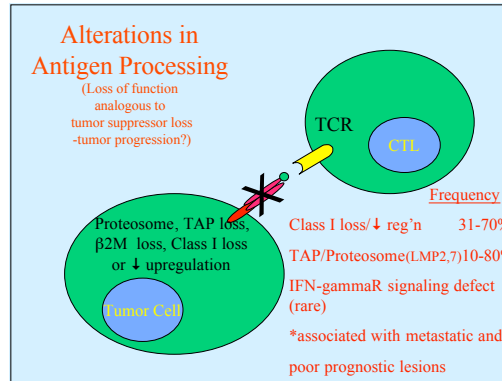 Alterations in
Antigen Processing
(Loss of function
analogous to
tumor suppressor loss
-tumor progression?)
TCR
CTL
Proteosome, TAP loss,
β2M loss, Class I loss
or ↓ upregulation
Tumor Cell
Frequency
Class I loss/↓ reg'n 31-70%
TAP/Proteosome(LMP2,7)10-80%
IFN-gammaR signaling defect
(rare)
*associated with metastatic and
poor prognostic lesions